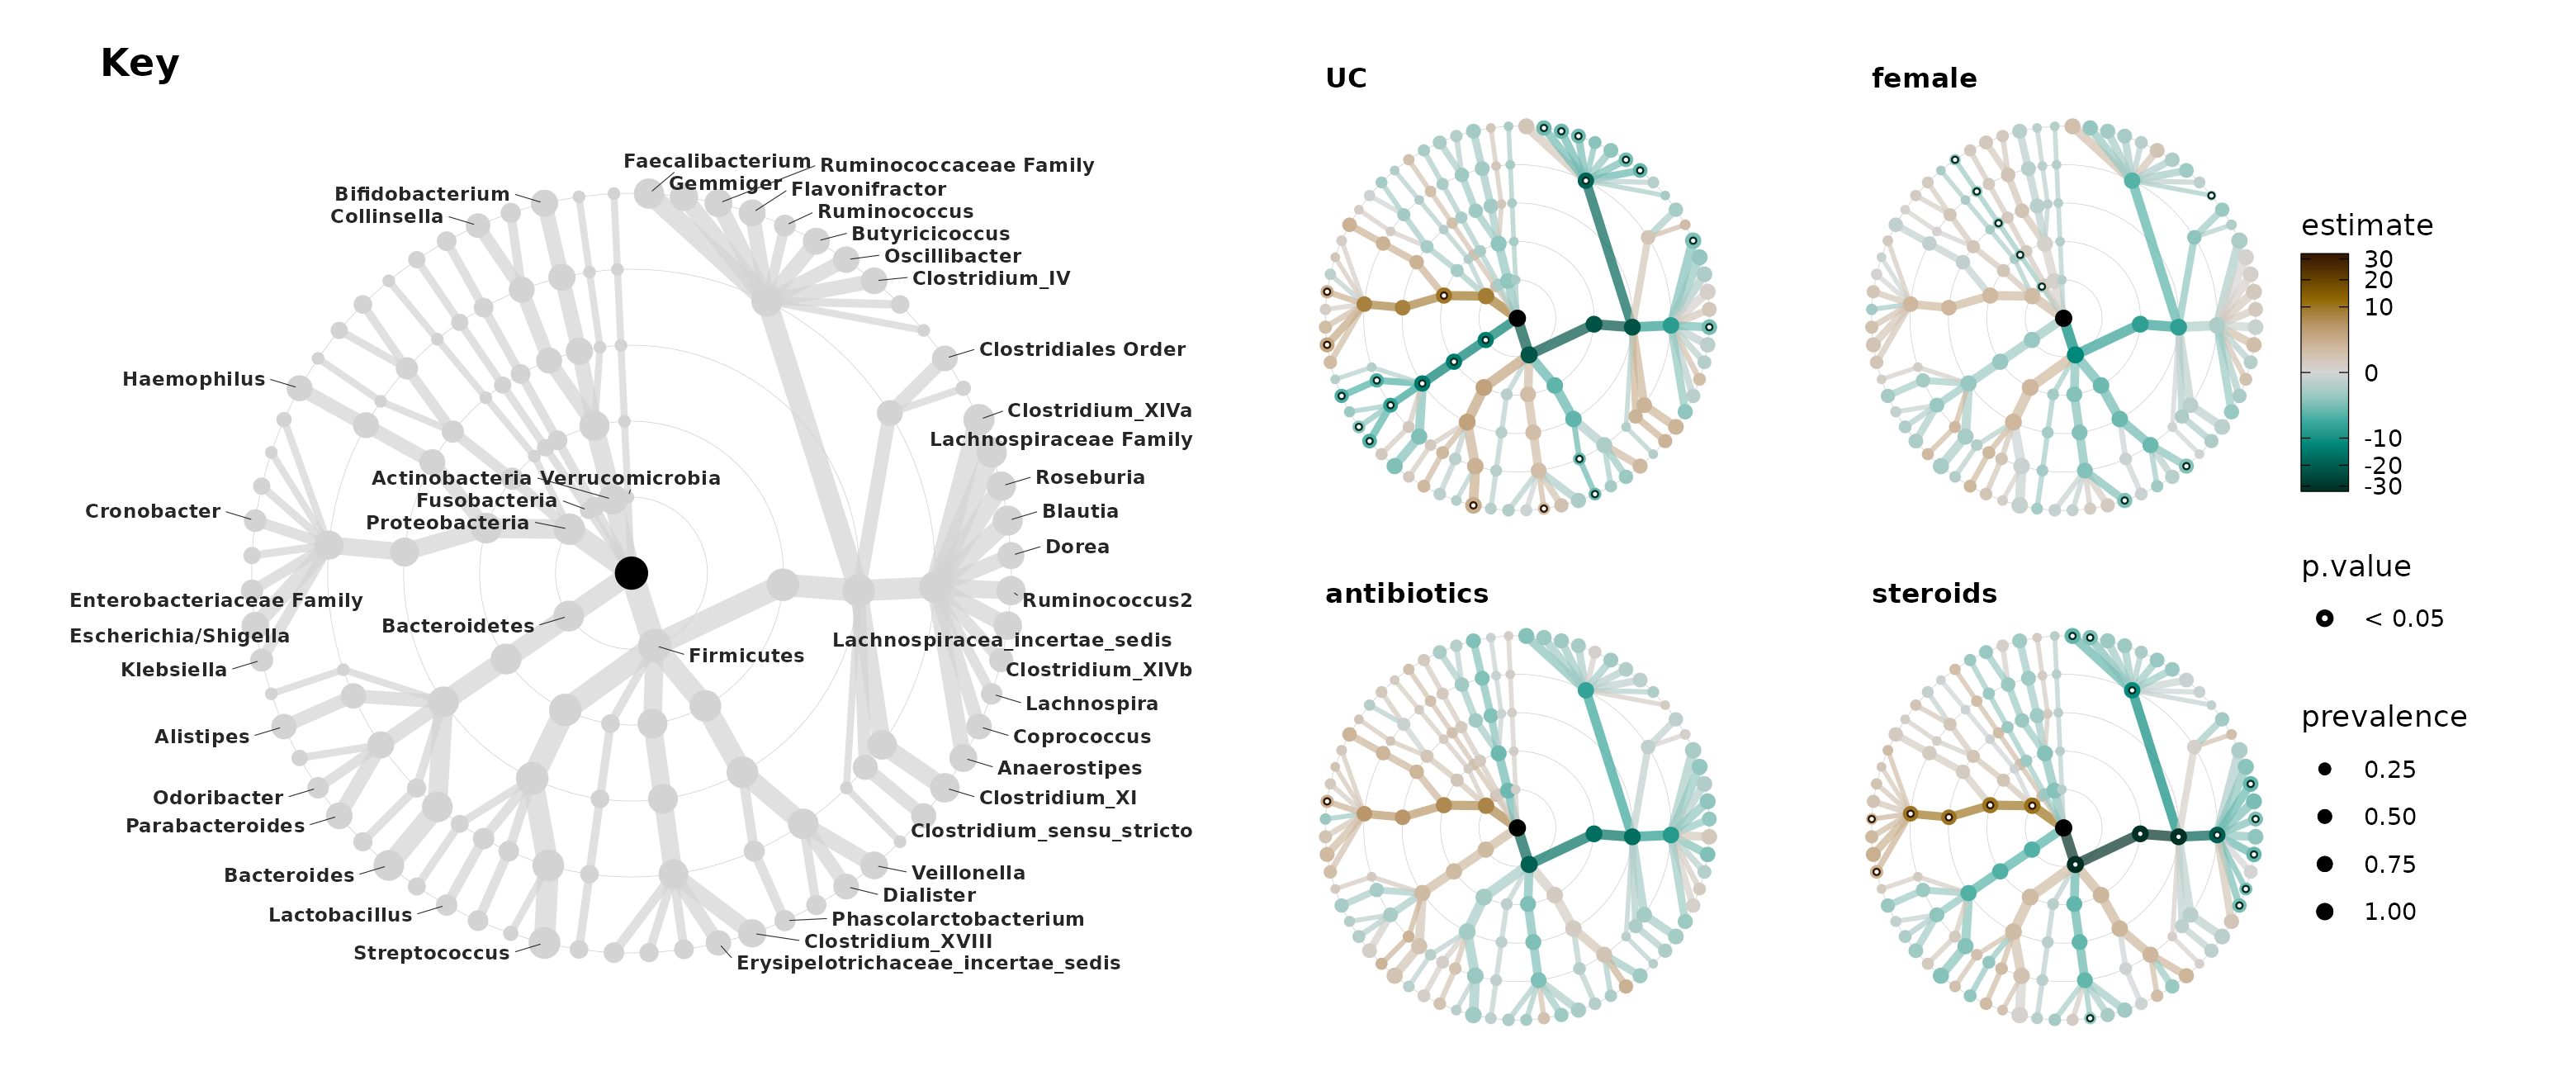 Key
Faecalibacterium
Ruminococcaceae Family
Gemmiger
Flavonifractor
Bifidobacterium
Collinsella
Ruminococcus
Butyricicoccus
Oscillibacter
Clostridium_IV
Clostridiales Order
Haemophilus
Clostridium_XIVa
Lachnospiraceae Family
Actinobacteria
Verrucomicrobia
Roseburia
Fusobacteria
Cronobacter
Blautia
Proteobacteria
Dorea
Enterobacteriaceae Family
Ruminococcus2
Bacteroidetes
Escherichia/Shigella
Lachnospiracea_incertae_sedis
Firmicutes
Klebsiella
Clostridium_XIVb
Lachnospira
Alistipes
Coprococcus
Anaerostipes
Odoribacter
Clostridium_XI
Parabacteroides
Clostridium_sensu_stricto
Bacteroides
Veillonella
Dialister
Lactobacillus
Phascolarctobacterium
Clostridium_XVIII
Streptococcus
Erysipelotrichaceae_incertae_sedis
UC
female
antibiotics
steroids
estimate
30
20
10
0
-10
-20
-30
p.value
< 0.05
prevalence
0.25
0.50
0.75
1.00